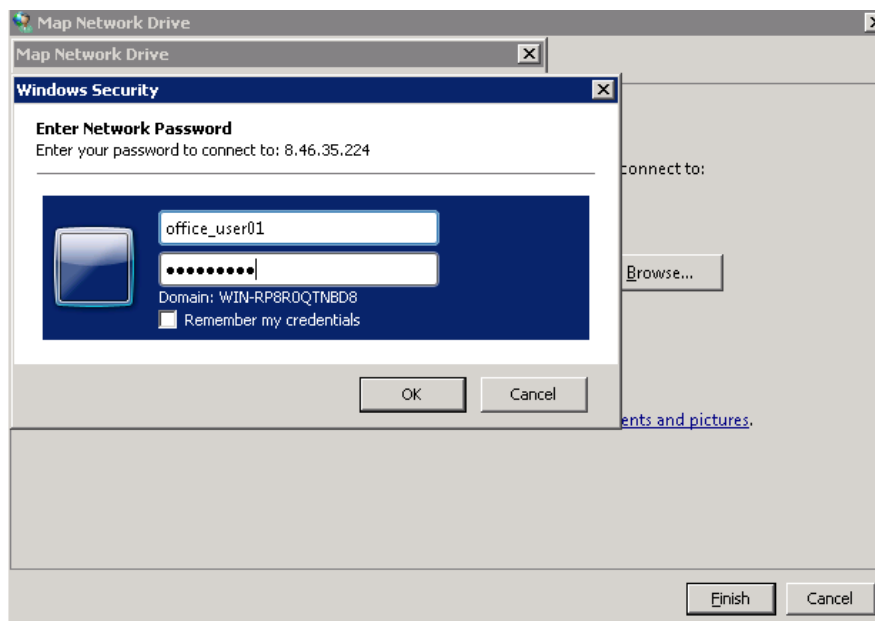 Map Network Drive
Map Network Drive
Windows Security
Enter Network Password
Enter your password to connect to: 8.46.35.224
connect to:
office_user01
•••••••••
Browse...
Domain: WIN-RP8R0QTNBD8
Remember my credentials
OK
Cancel
ents and pictures.
Finish
Cancel